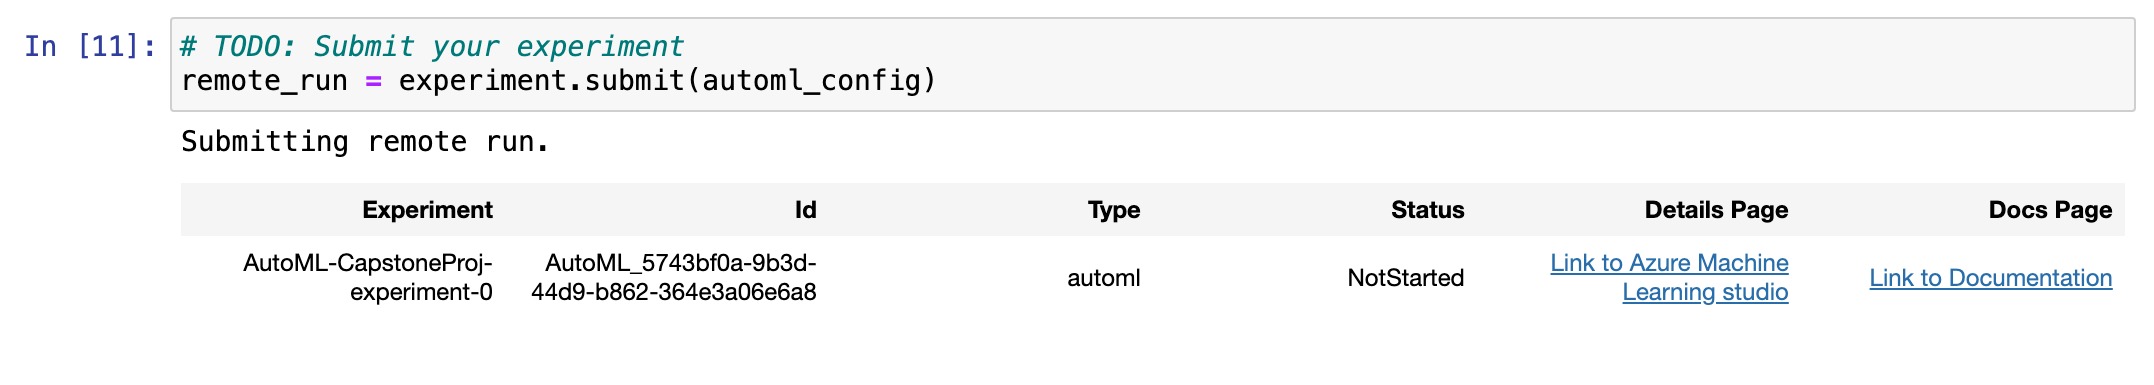 In [11]: # TODO: Submit your experiment
remote_run = experiment.submit(automl_config)
Submitting remote run.
Experiment Id Type Status Details Page Docs Page
AutoML-CapstoneProj-experiment-0 AutoML_5743bf0a-9b3d-44d9-b862-364e3a06e6a8 automl NotStarted Link to Azure Machine Learning studio Link to Documentation